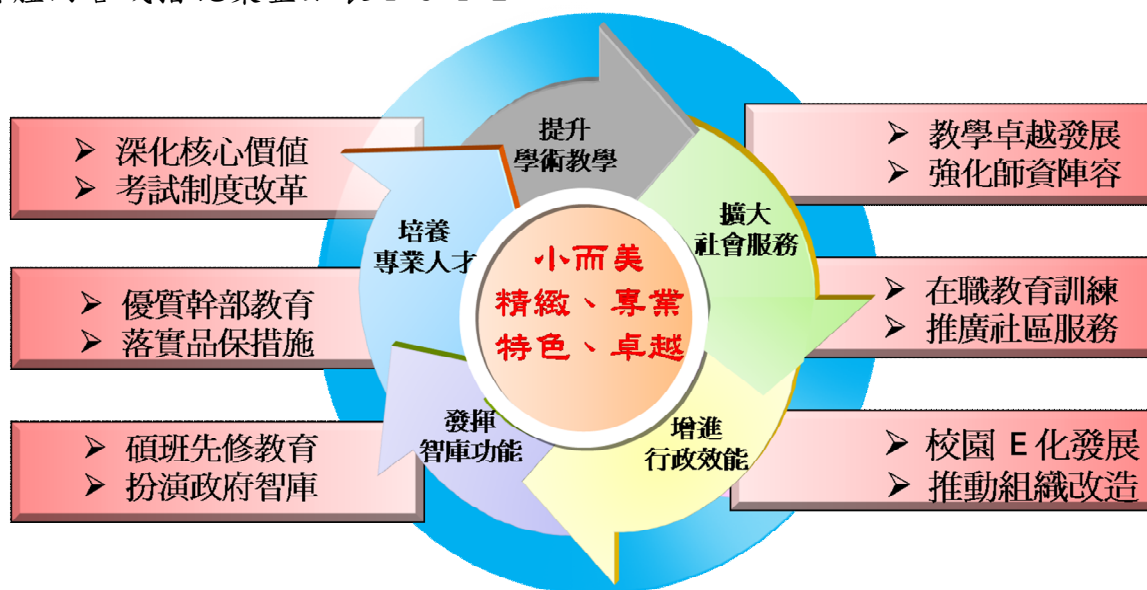 深化核心價值
考試制度改革
優質幹部教育
落實品保措施
碩班先修教育
扮演政府智庫
提升
學術教學
擴大
社會服務
增進
行政效能
發揮
智庫功能
培養
專業人才
小而美
精緻、專業
特色、卓越
教學卓越發展
強化師資陣容
在職教育訓練
推廣社區服務
校園 E 化發展
推動組織改造